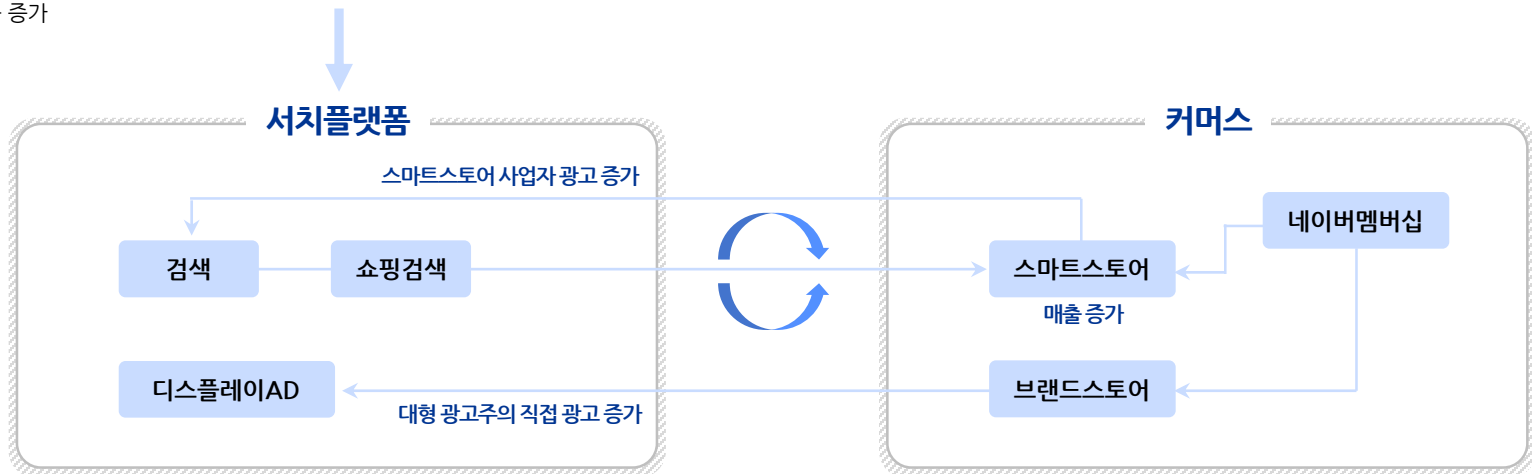 증가
서치플랫폼
커머스
스마트스토어 사업자 광고 증가
네이버멤버십
검색
쇼핑검색
스마트스토어
매출 증가
디스플레이AD
브랜드스토어
대형 광고주의 직접 광고 증가